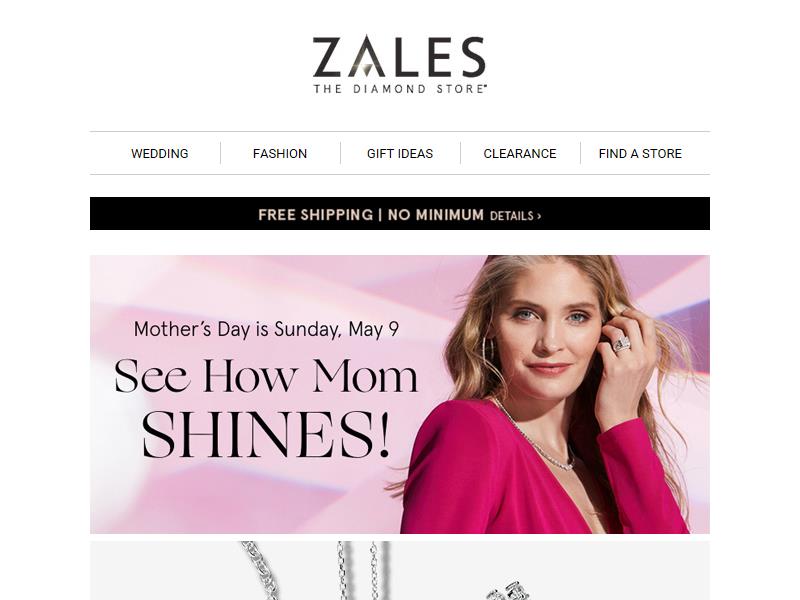 ZALES
THE DIAMOND STORE®
WEDDING
FASHION
GIFT IDEAS
CLEARANCE
FIND A STORE
FREE SHIPPING | NO MINIMUM DETAILS ›
Mother's Day is Sunday, May 9
See How Mom
SHINES!